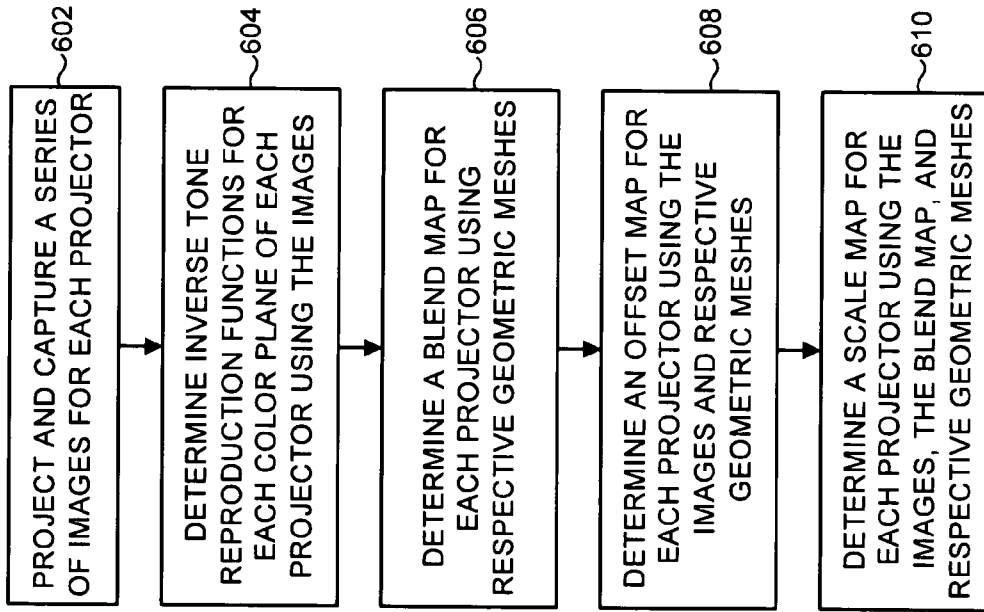 PROJECT AND CAPTURE A SERIES
OF IMAGES FOR EACH PROJECTOR
602
DETERMINE INVERSE TONE
REPRODUCTION FUNCTIONS FOR
EACH COLOR PLANE OF EACH
PROJECTOR USING THE IMAGES
604
DETERMINE A BLEND MAP FOR
EACH PROJECTOR USING
RESPECTIVE GEOMETRIC MESHES
606
DETERMINE AN OFFSET MAP FOR
EACH PROJECTOR USING THE
IMAGES AND RESPECTIVE
GEOMETRIC MESHES
608
DETERMINE A SCALE MAP FOR
EACH PROJECTOR USING THE
IMAGES, THE BLEND MAP, AND
RESPECTIVE GEOMETRIC MESHES
610